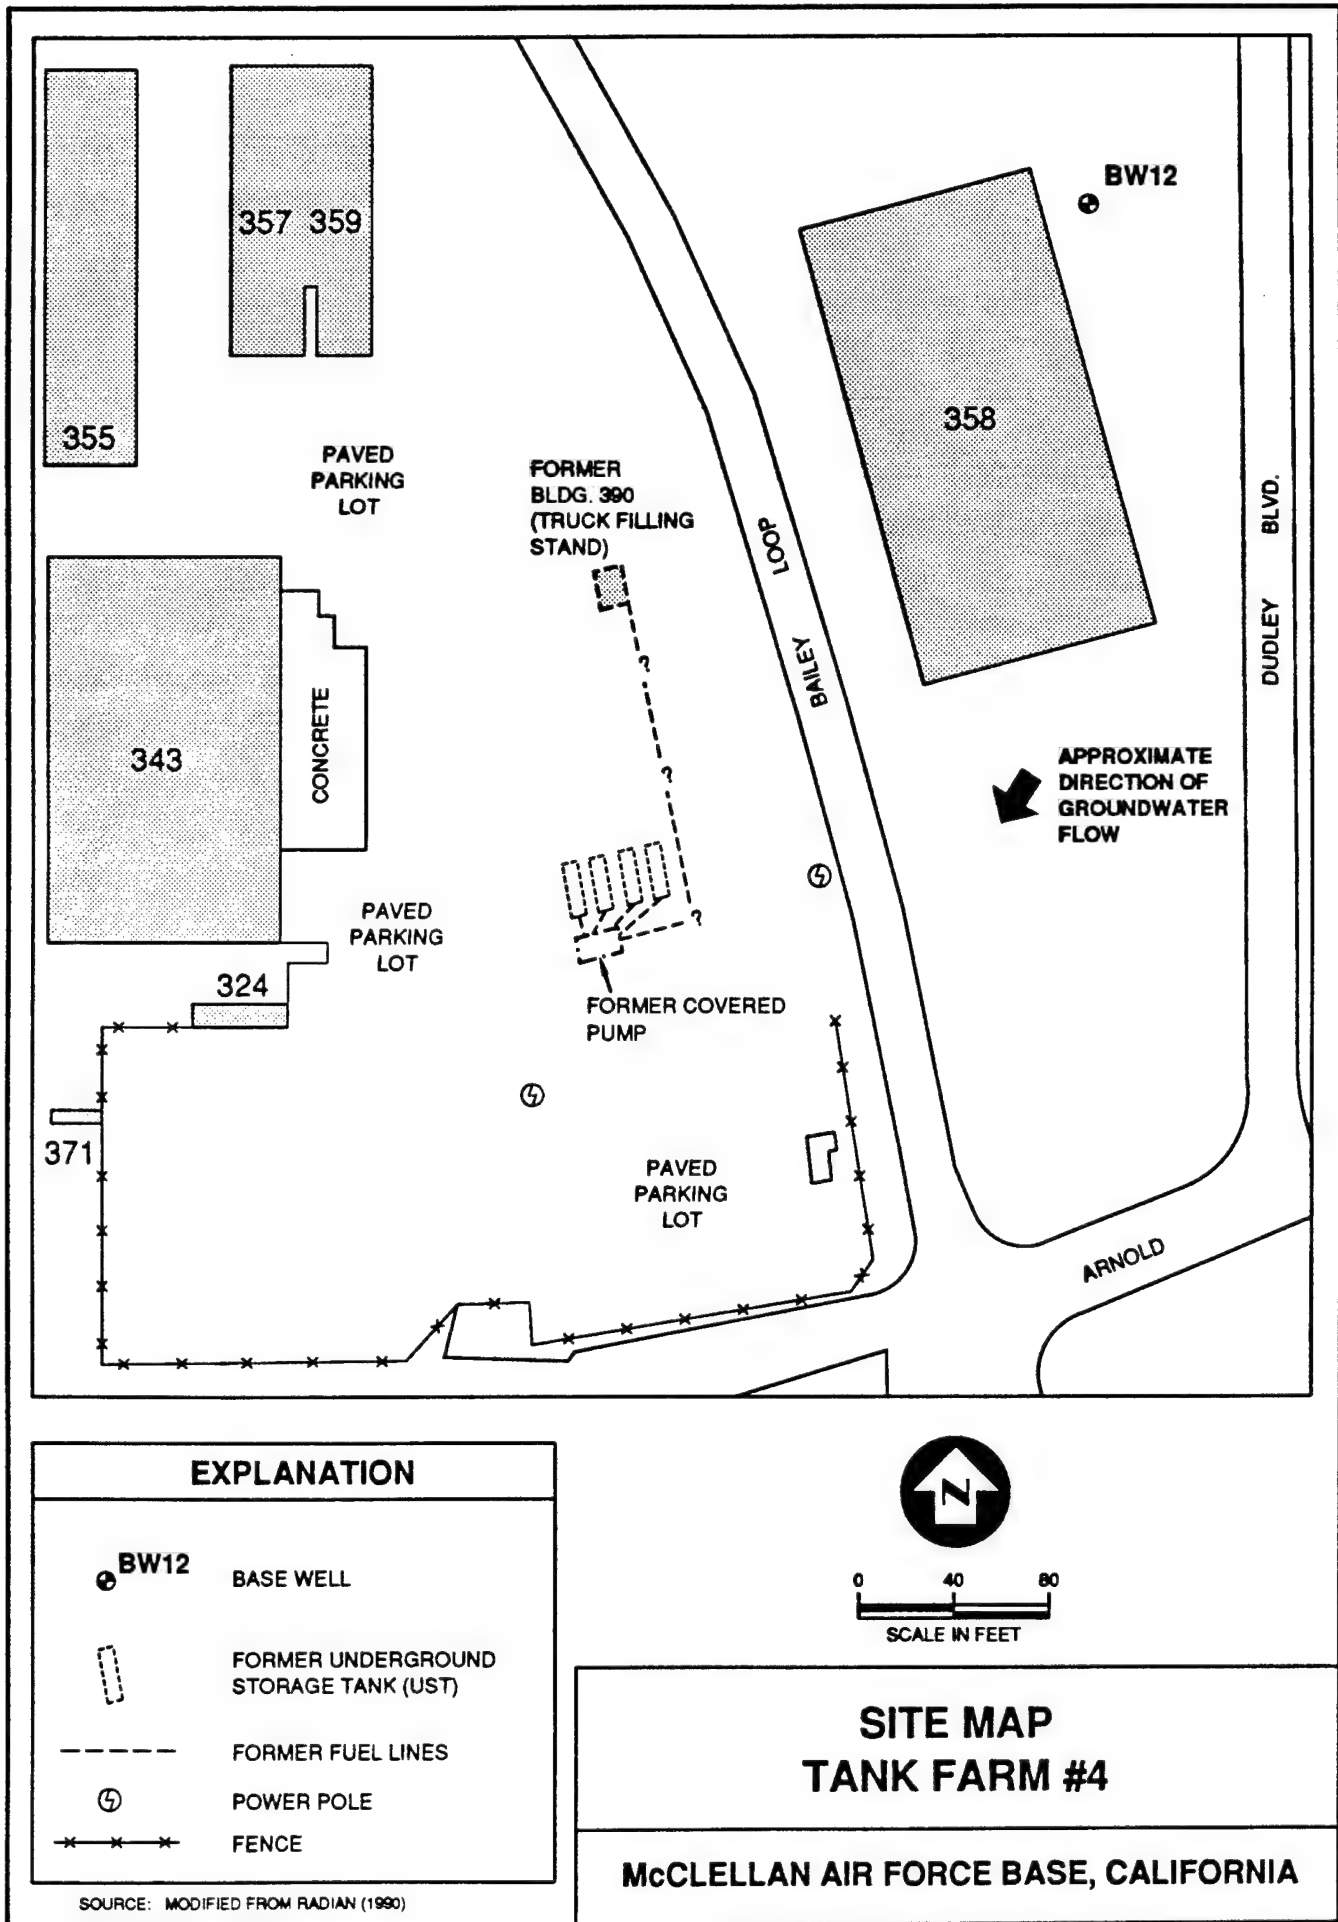 BW12
357 359
355
358
PAVED
PARKING
LOT
FORMER
BLDG. 390
(TRUCK FILLING
STAND)
LOOP
BAILEY
DUDLEY BLVD.
343
CONCRETE
?
?
?
APPROXIMATE
DIRECTION OF
GROUNDWATER
FLOW
PAVED
PARKING
LOT
324
FORMER COVERED
PUMP
371
PAVED
PARKING
LOT
ARNOLD
EXPLANATION
BW12 BASE WELL
FORMER UNDERGROUND
STORAGE TANK (UST)
FORMER FUEL LINES
POWER POLE
FENCE
SOURCE: MODIFIED FROM RADIAN (1990)
N
0 40 80
SCALE IN FEET
SITE MAP
TANK FARM #4
McCLELLAN AIR FORCE BASE, CALIFORNIA